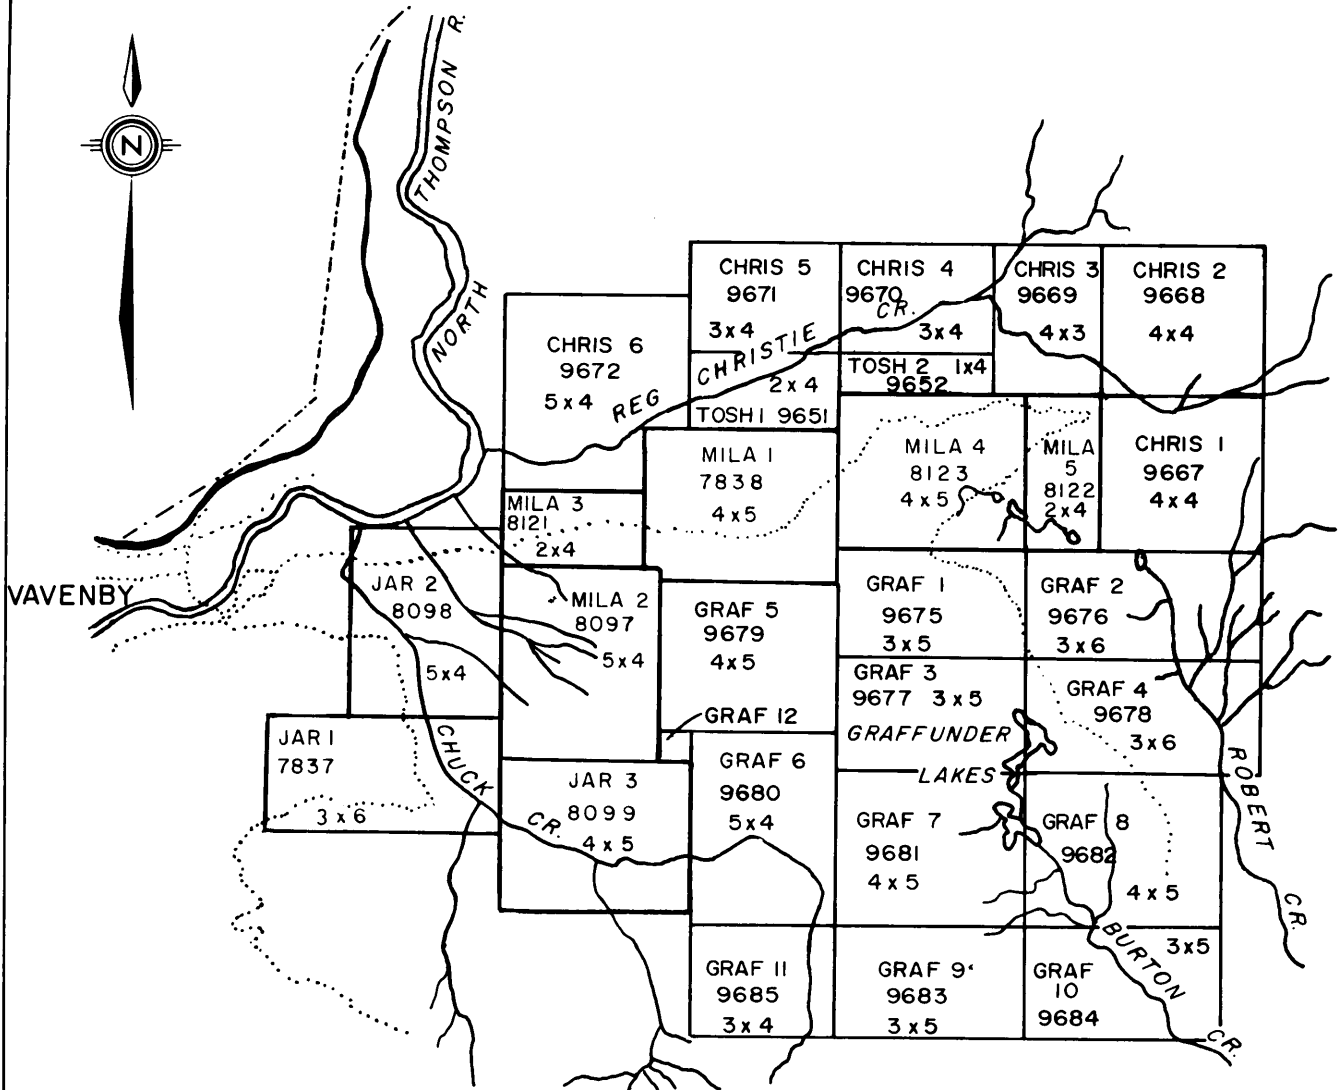 N
THOMPSON R.
NORTH
CHRIS 5
9671
3x4
CHRIS 4
9670
3x4
CHRIS 3
9669
4x3
CHRIS 2
9668
4x4
CHRIS 6
9672
5x4
REG CHRISTIE CR.
2x4
TOSH 1 9651
TOSH 2 1x4
9652
MILA 1
7838
4x5
MILA 4
8123
4x5
MILA
5
8122
2x4
CHRIS 1
9667
4x4
MILA 3
8121
2x4
VAVENBY
JAR 2
8098
5x4
MILA 2
8097
5x4
GRAF 5
9679
4x5
GRAF 1
9675
3x5
GRAF 2
9676
3x6
GRAF 3
9677 3x5
GRAF 4
9678
3x6
GRAF 12
GRAFFUNDER
LAKES
JAR 1
7837
3x6
CHUCK CR.
JAR 3
8099
4x5
GRAF 6
9680
5x4
GRAF 7
9681
4x5
GRAF 8
9682
4x5
ROBERT CR.
GRAF 11
9685
3x4
GRAF 9
9683
3x5
GRAF
10
9684
3x5
BURTON CR.